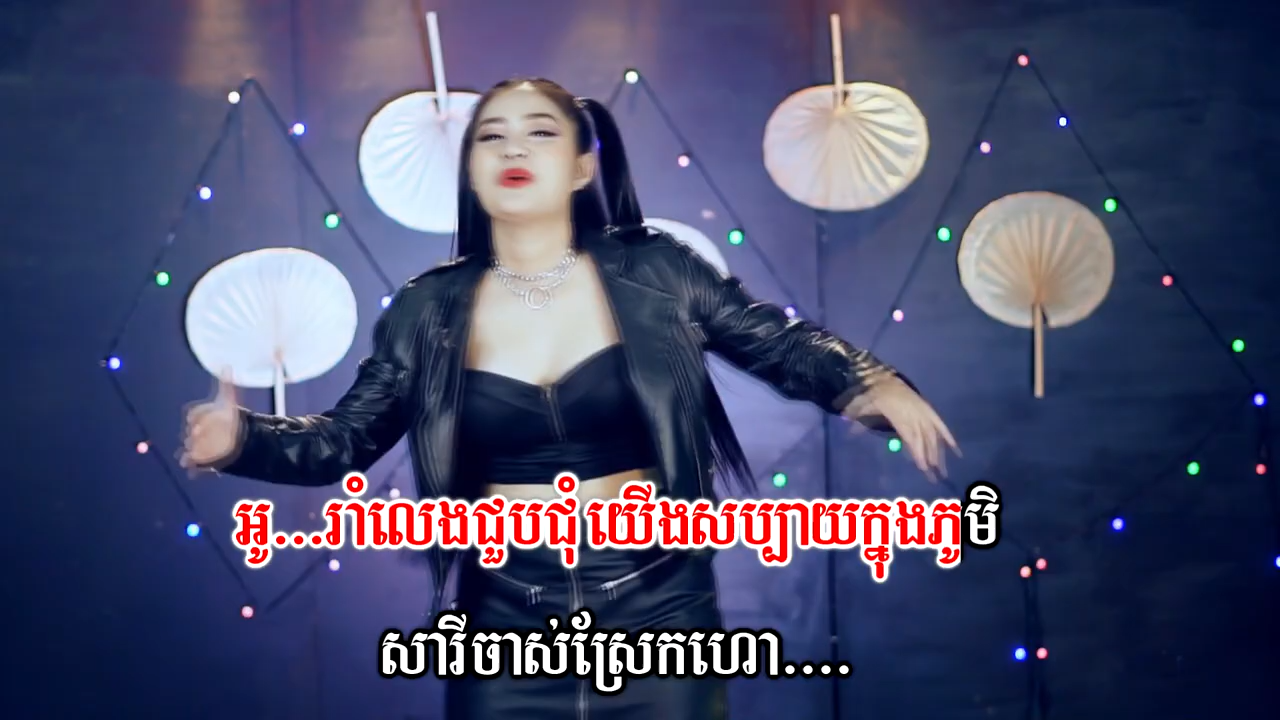 អូ...រាំលេងជួបជុំ យើងសប្បាយក្នុងភូមិ
សារីចាស់ស្រែកហោ....